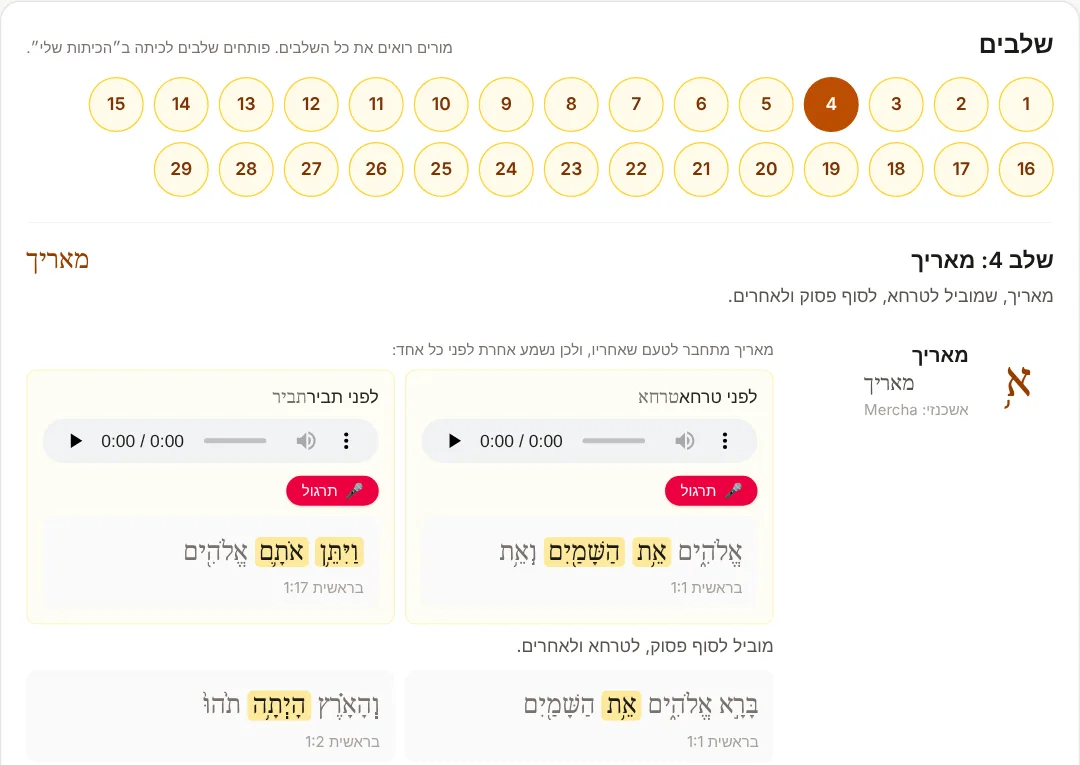 שלבים
מורים רואים את כל השלבים. פותחים שלבים לכיתה ב״הכיתות שלי״.
1 2 3 4 5 6 7 8 9 10 11 12 13 14 15
16 17 18 19 20 21 22 23 24 25 26 27 28 29
שלב 4: מאריך
מאריך
מאריך, שמוביל לטרחא, לסוף פסוק ולאחרים.
א֥
מאריך
מאריך
אשכנזי: Mercha
מאריך מתחבר לטעם שאחריו, ולכן נשמע אחרת לפני כל אחד:
לפני טרחאטרחא
0:00 / 0:00
🎤 תרגול
אֱלֹהִ֑ים אֵ֥ת הַשָּׁמַ֖יִם וְאֵ֥ת
בראשית 1:1
לפני תבירתביר
0:00 / 0:00
🎤 תרגול
וַיִּתֵּ֥ן אֹתָ֛ם אֱלֹהִ֖ים
בראשית 1:17
מוביל לסוף פסוק, לטרחא ולאחרים.
בָּרָ֣א אֱלֹהִ֑ים אֵ֥ת הַשָּׁמַ֖יִם
בראשית 1:1
וְהָאָ֗רֶץ הָיְתָ֥ה תֹ֙הוּ֙
בראשית 1:2